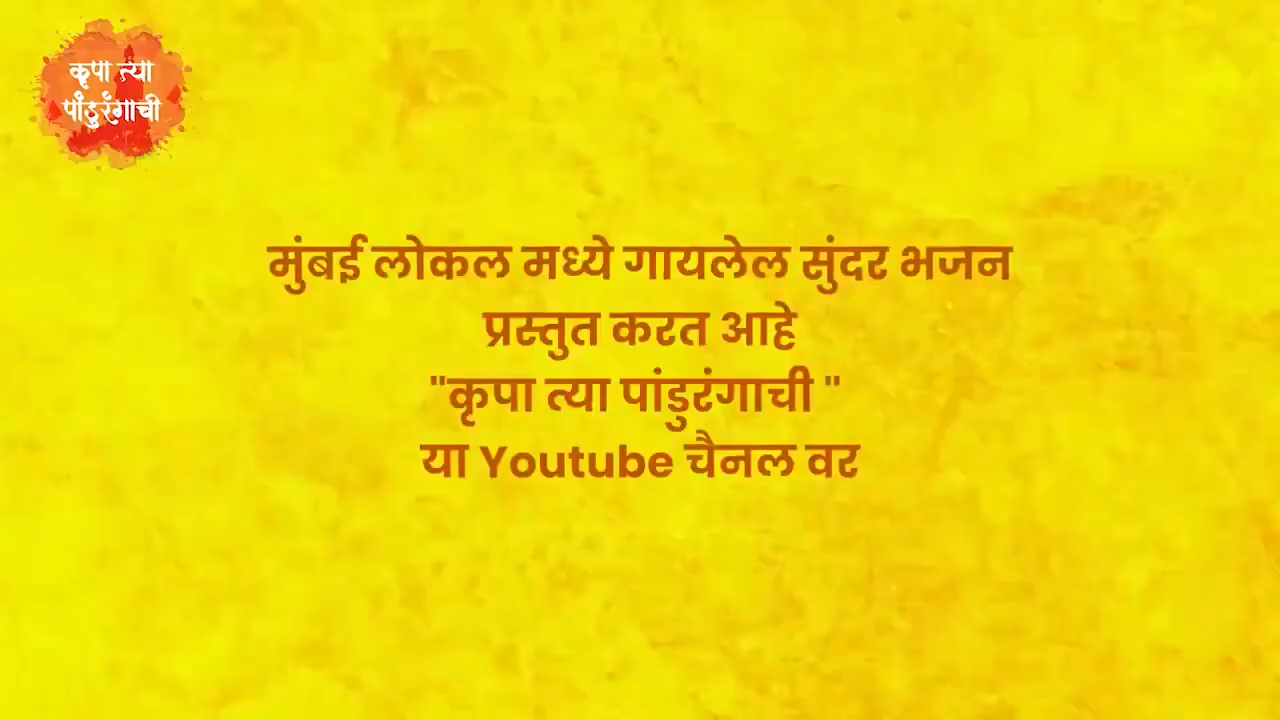 कृपा त्या
पांडुरंगाची
मुंबई लोकल मध्ये गायलेल सुंदर भजन
प्रस्तुत करत आहे
"कृपा त्या पांडुरंगाची "
या Youtube चॅनल वर